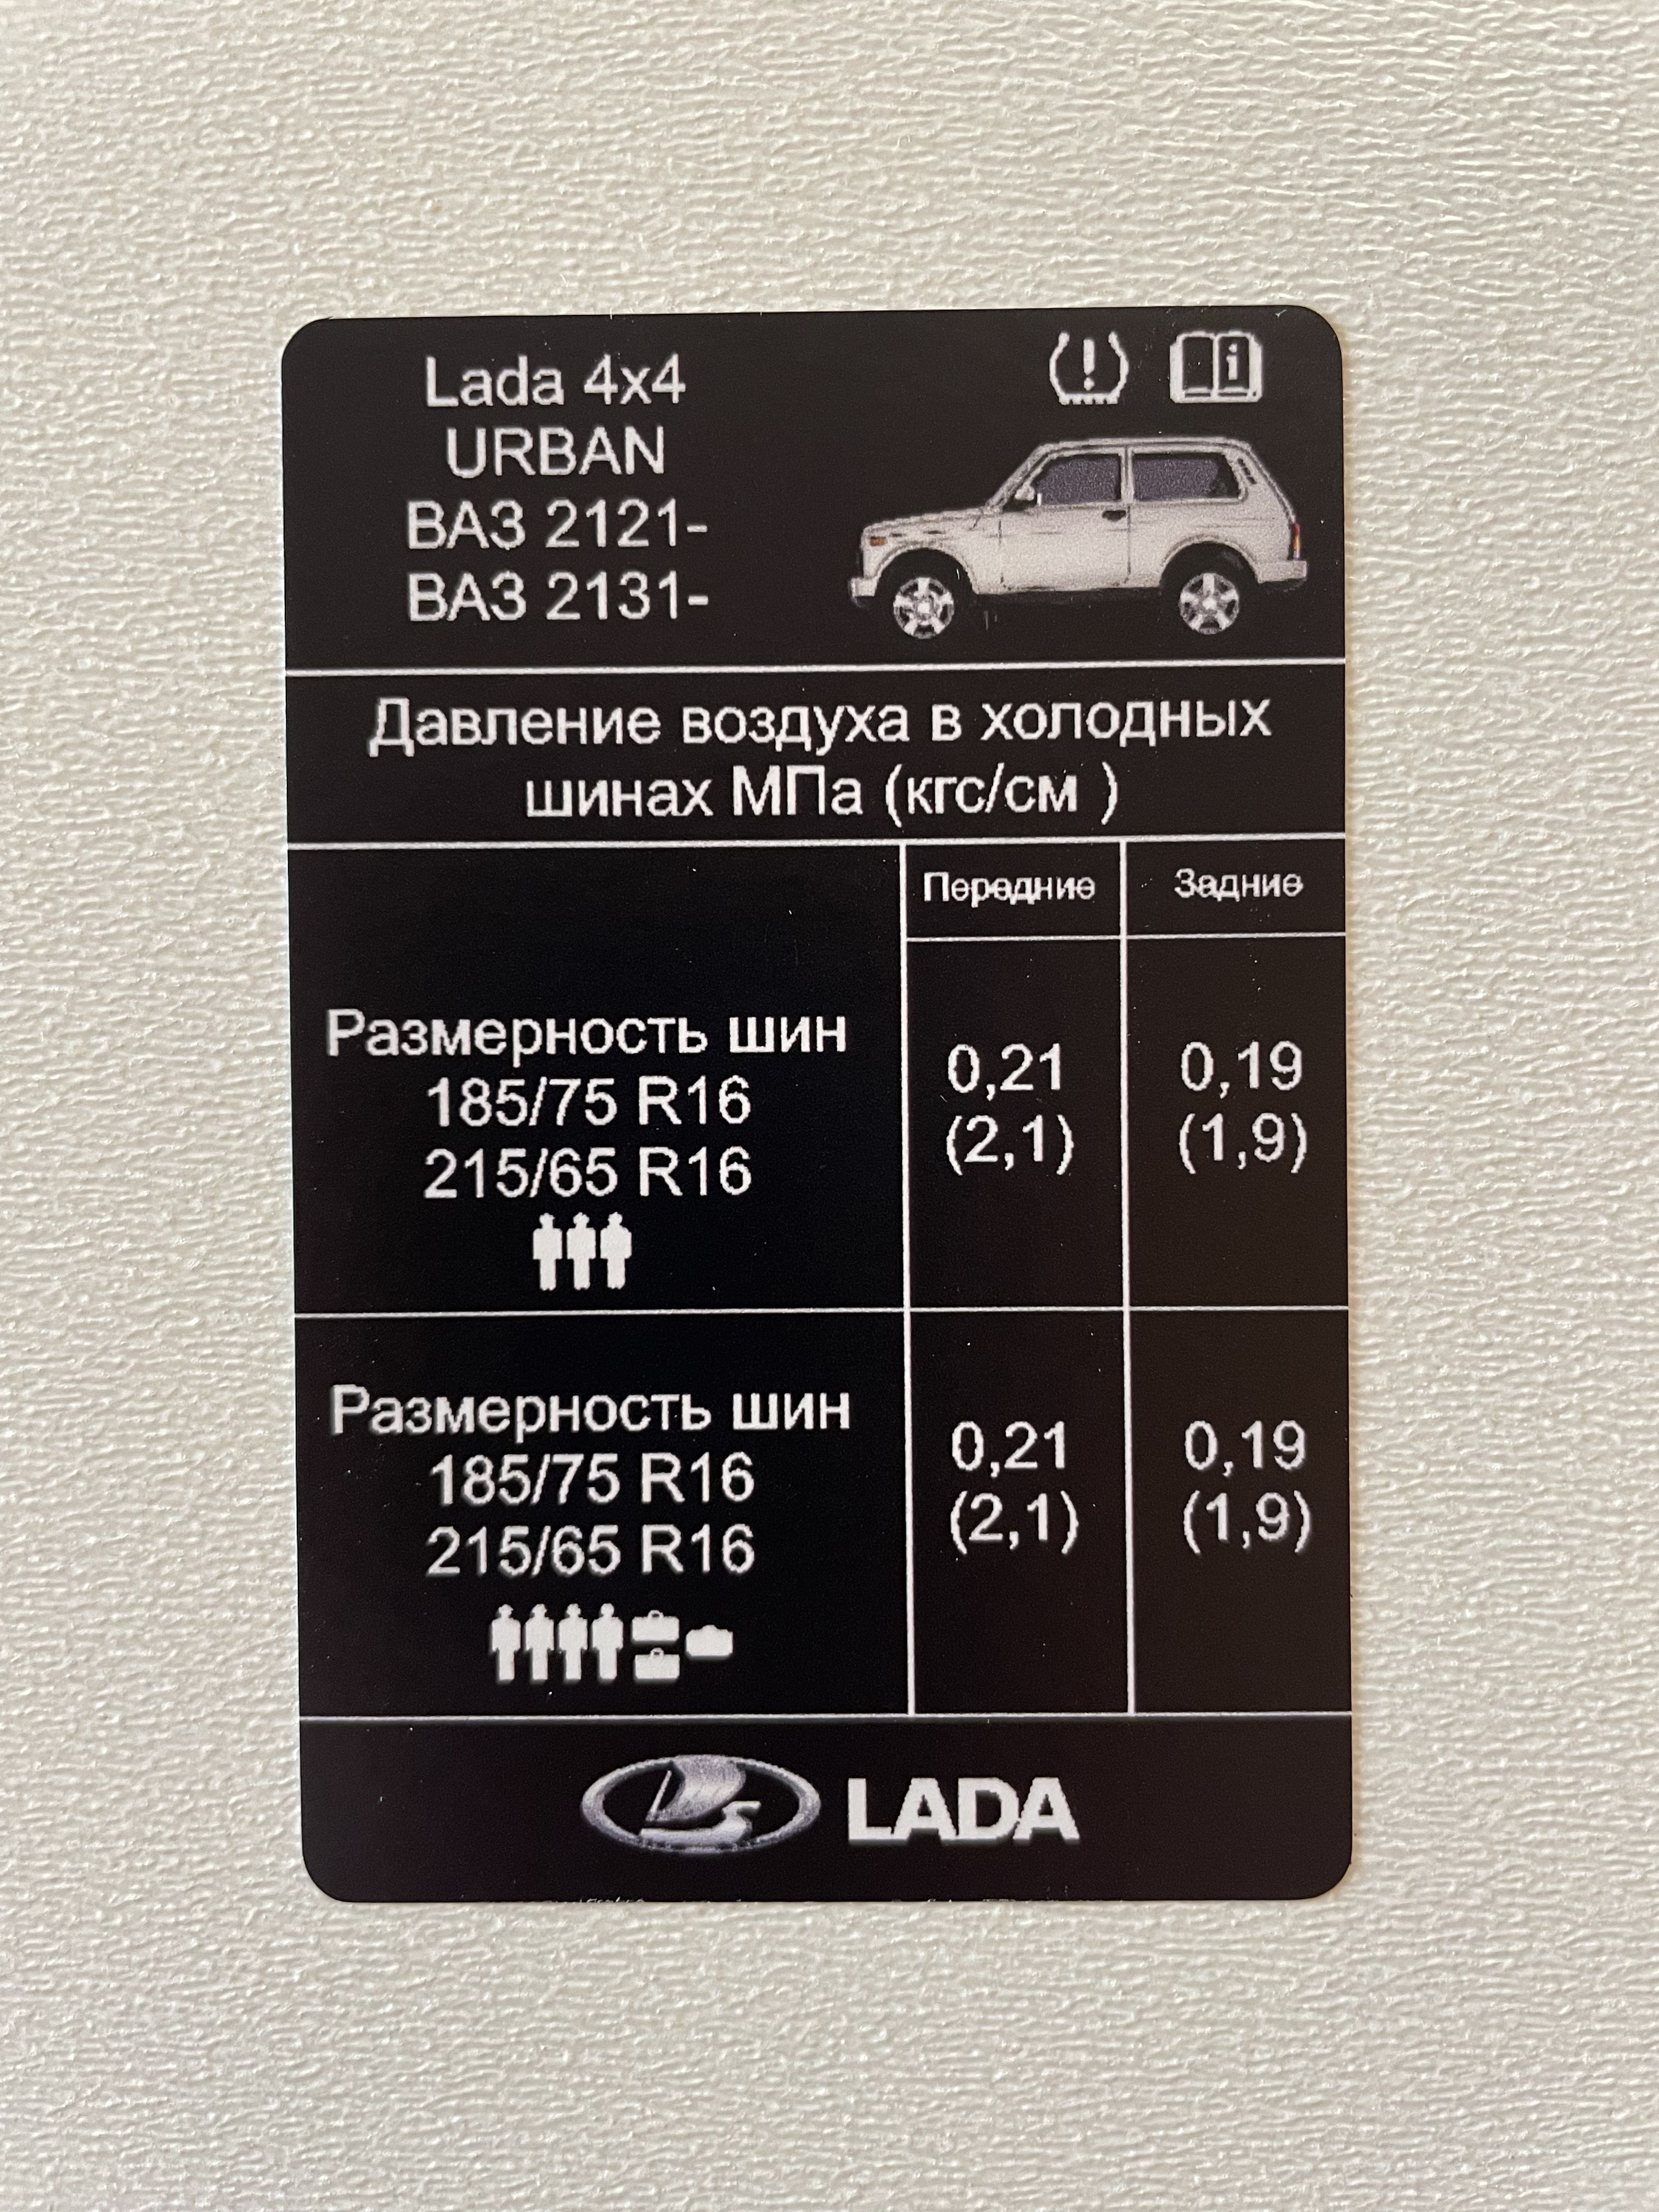 Lada 4x4
URBAN
ВАЗ 2121-
ВАЗ 2131-
Давление воздуха в холодных
шинах МПа (кгс/см )
Передние Задние
Размерность шин
185/75 R16
215/65 R16
0,21
(2,1)
0,19
(1,9)
Размерность шин
185/75 R16
215/65 R16
0,21
(2,1)
0,19
(1,9)
LADA